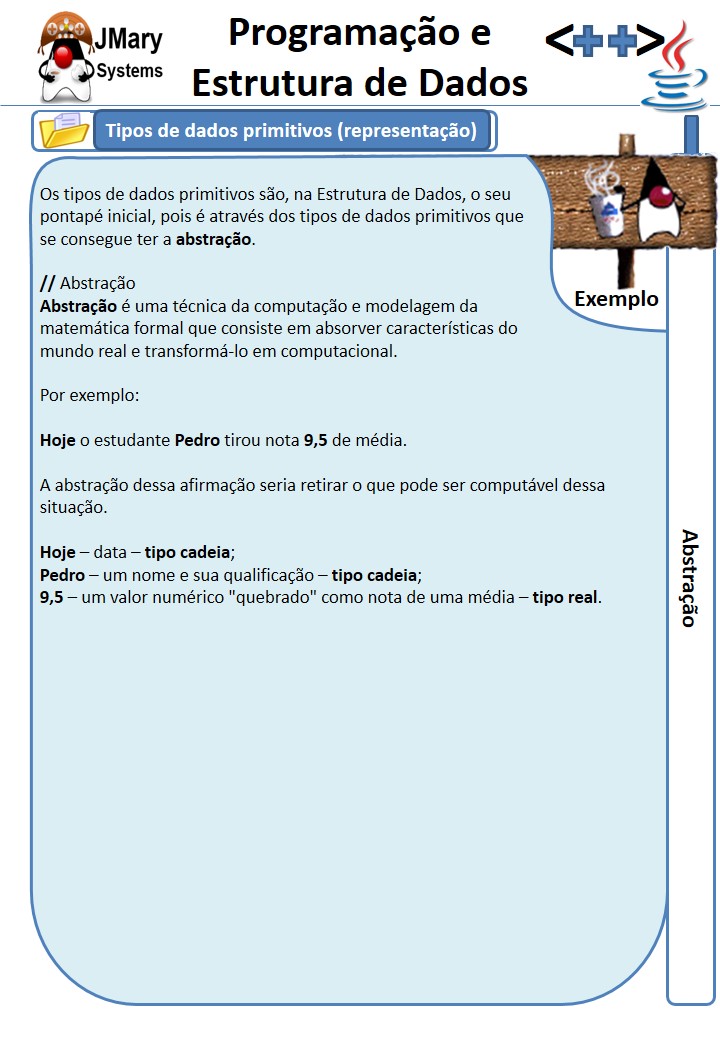 JMary
Systems
Programação e
Estrutura de Dados
<++>
Tipos de dados primitivos (representação)
Os tipos de dados primitivos são, na Estrutura de Dados, o seu
pontapé inicial, pois é através dos tipos de dados primitivos que
se consegue ter a abstração.
// Abstração
Abstração é uma técnica da computação e modelagem da
matemática formal que consiste em absorver características do
mundo real e transformá-lo em computacional.
Por exemplo:
Hoje o estudante Pedro tirou nota 9,5 de média.
A abstração dessa afirmação seria retirar o que pode ser computável dessa
situação.
Hoje – data – tipo cadeia;
Pedro – um nome e sua qualificação – tipo cadeia;
9,5 – um valor numérico "quebrado" como nota de uma média – tipo real.
Exemplo
Abstração